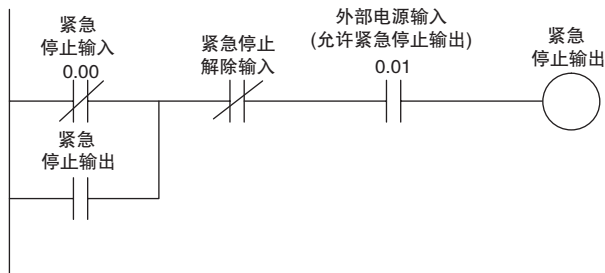 紧急
停止输入
0.00
紧急停止
解除输入
外部电源输入
(允许紧急停止输出)
0.01
紧急
停止输出
紧急
停止输出